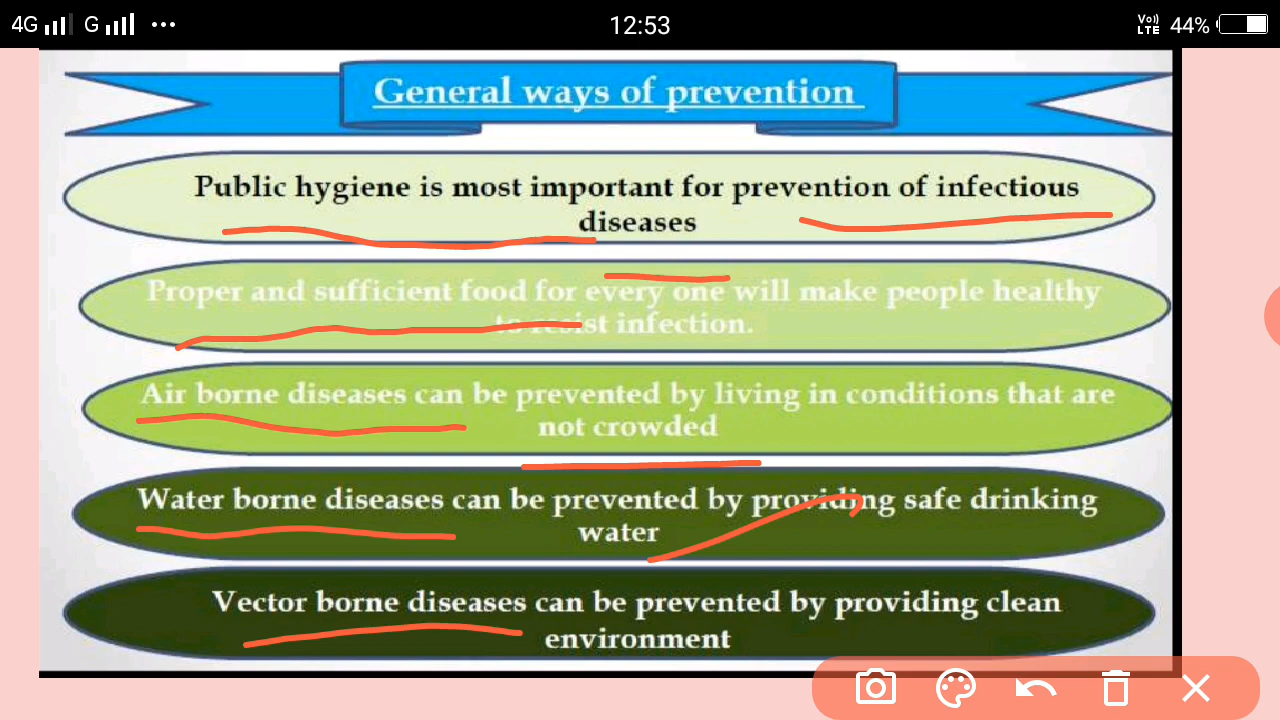 4G G 12:53 Vo)) LTE 44%
General ways of prevention
Public hygiene is most important for prevention of infectious
diseases
Proper and sufficient food for every one will make people healthy
to resist infection.
Air borne diseases can be prevented by living in conditions that are
not crowded
Water borne diseases can be prevented by providing safe drinking
water
Vector borne diseases can be prevented by providing clean
environment